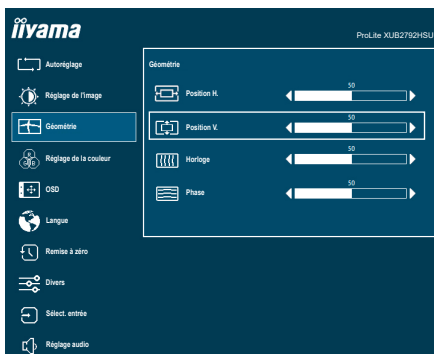 iiyama
ProLite XUB2792HSU
Autoréglage
Réglage de l'image
Géométrie
Réglage de la couleur
R
G B
OSD
Langue
Remise à zéro
Divers
Sélect. entrée
Réglage audio
Géométrie
Position H.
50
Position V.
50
Horloge
50
Phase
50